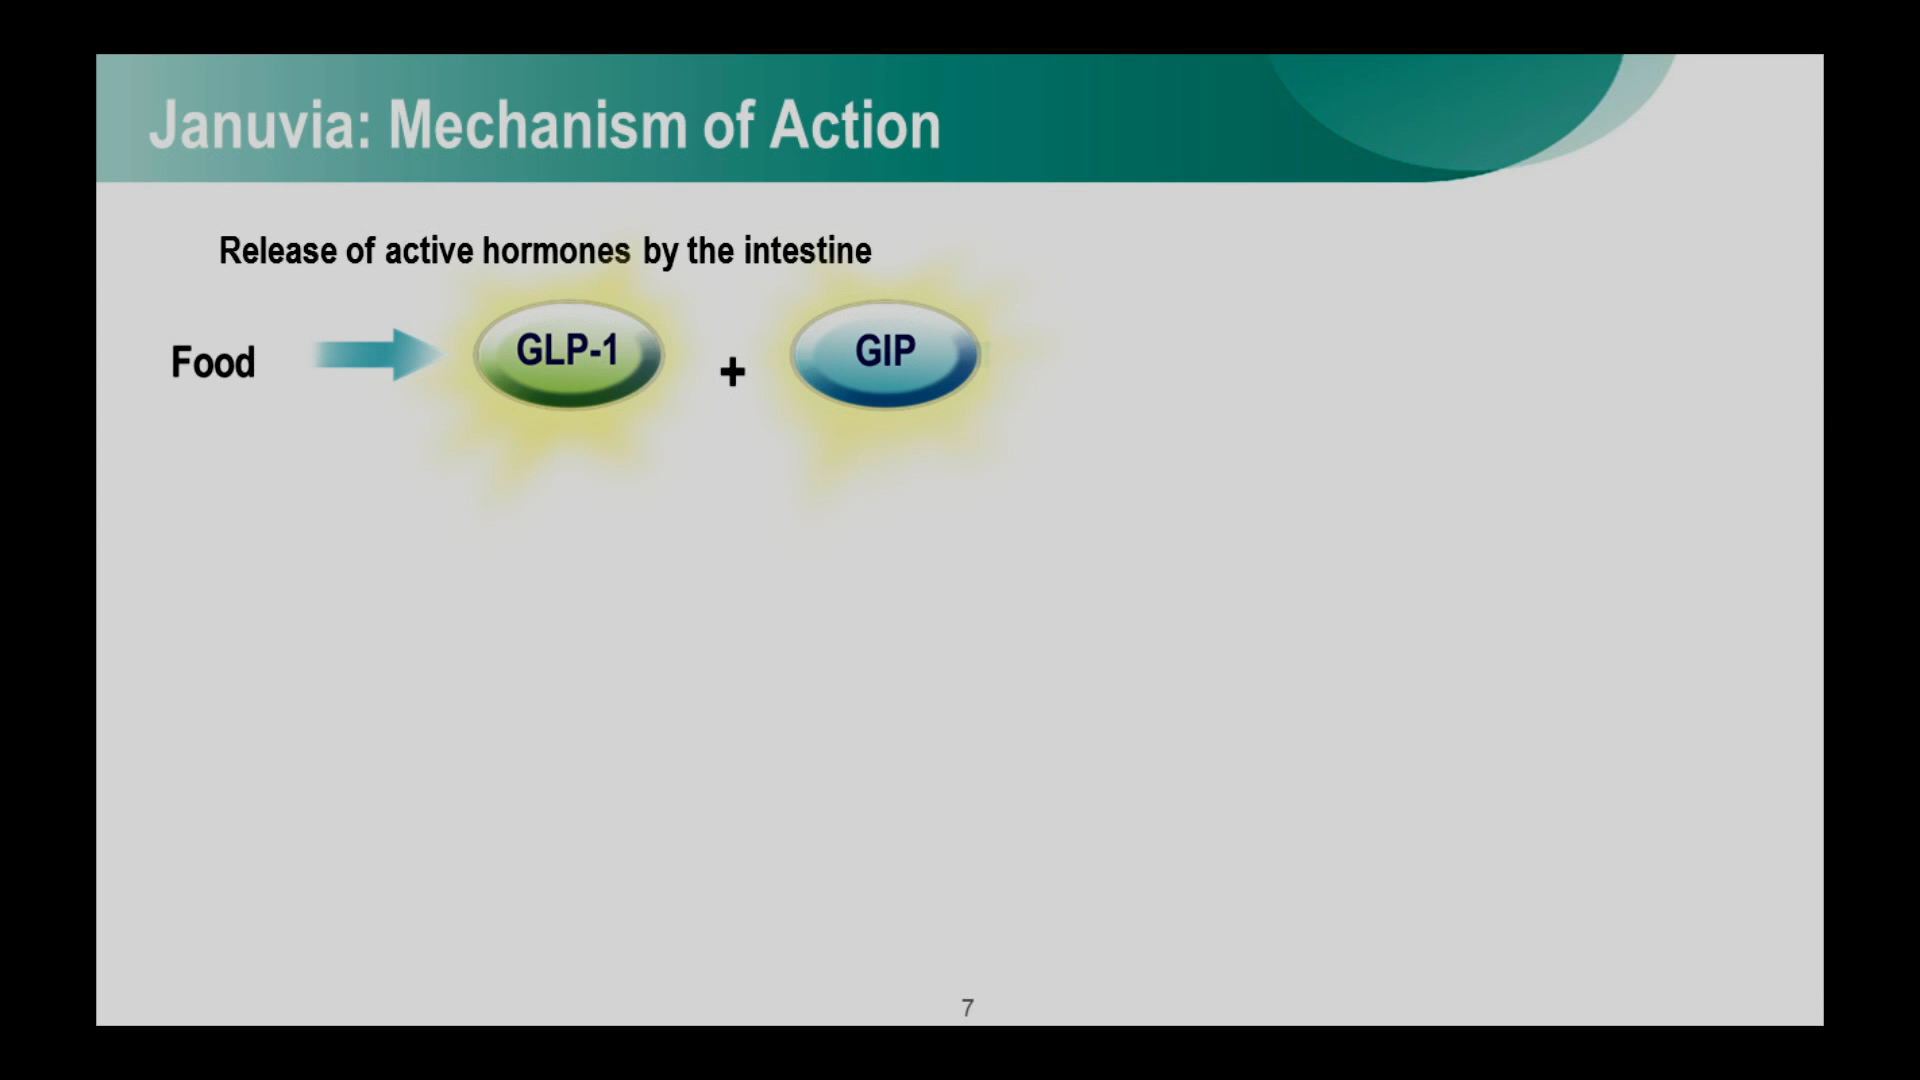 Januvia: Mechanism of Action
Release of active hormones by the intestine
Food
GLP-1
+
GIP
7